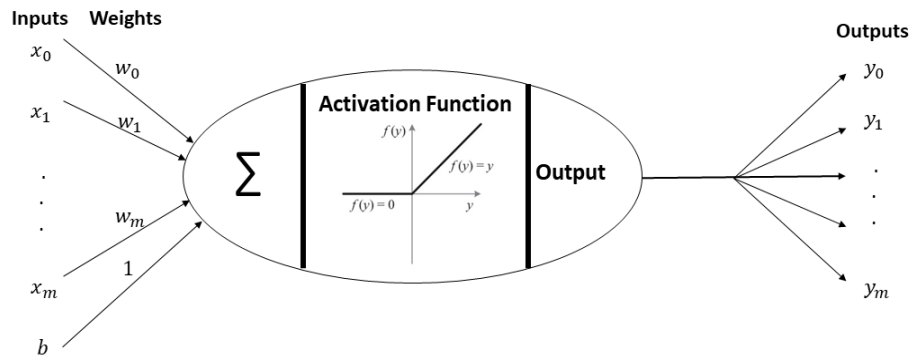 Inputs Weights
Outputs
x₀
w₀
y₀
x₁
w₁
y₁
Activation Function
f(y)
f(y)=y
f(y)=0
y
Σ
Output
.
.
.
.
.
.
wₘ
xₘ
1
yₘ
b